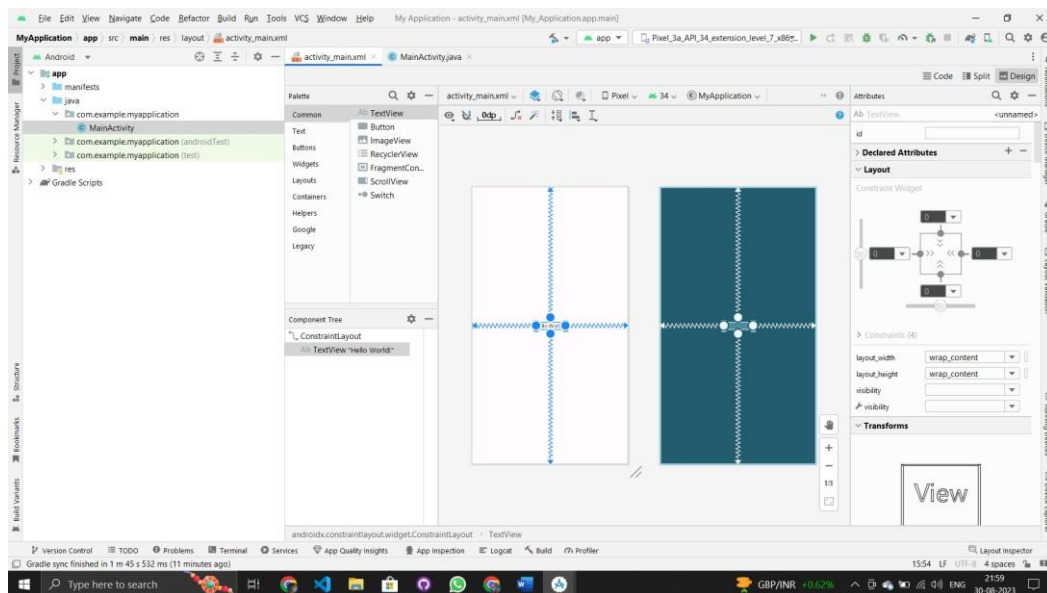 File Edit View Navigate Code Refactor Build Run Tools VCS Window Help My Application - activity_main.xml [My_Application.app.main]
MyApplication app src main res layout activity_main.xml
app Pixel_3a_API_34_extension_level_7_x86
Android
activity_main.xml MainActivity.java
Code Split Design
Project
Resource Manager
Structure
Bookmarks
Build Variants
app
manifests
java
com.example.myapplication
MainActivity
com.example.myapplication (androidTest)
com.example.myapplication (test)
res
Gradle Scripts
Palette
Common
Text
Buttons
Widgets
Layouts
Containers
Helpers
Google
Legacy
Ab TextView
Button
ImageView
RecyclerView
FragmentCon...
ScrollView
Switch
Component Tree
ConstraintLayout
Ab TextView "Hello World!"
activity_main.xml Pixel 34 MyApplication
0dp
1:1
androidx.constraintlayout.widget.ConstraintLayout TextView
Attributes
Ab TextView <unnamed>
id
Declared Attributes
Layout
Constraint Widget
0
0 0
0
50
50
Constraints (4)
layout_width wrap_content
layout_height wrap_content
visibility
visibility
Transforms
View
Version Control TODO Problems Terminal Services App Quality Insights App Inspection Logcat Build Profiler Layout Inspector
Gradle sync finished in 1 m 45 s 532 ms (11 minutes ago) 15:54 LF UTF-8 4 spaces
Type here to search GBP/INR +0.62% ENG 21:59
30-08-2023